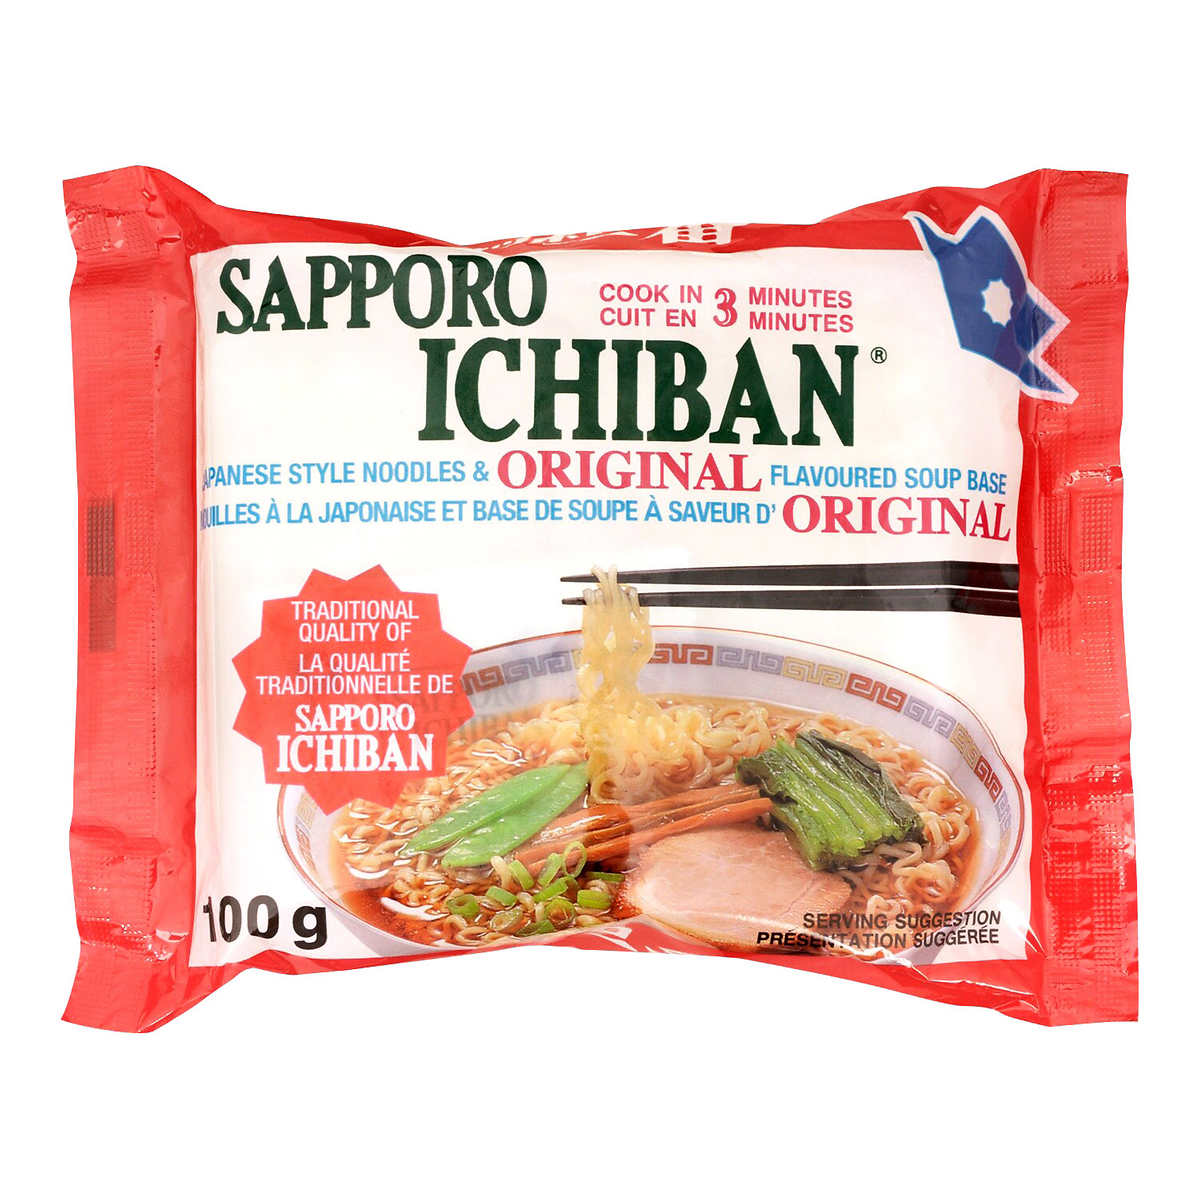 SAPPORO
ICHIBAN®
COOK IN 3 MINUTES
CUIT EN 3 MINUTES
JAPANESE STYLE NOODLES & ORIGINAL FLAVOURED SOUP BASE
NOUILLES À LA JAPONAISE ET BASE DE SOUPE À SAVEUR D' ORIGINAL
TRADITIONAL
QUALITY OF
LA QUALITÉ
TRADITIONNELLE DE
SAPPORO
ICHIBAN
100 g
SERVING SUGGESTION
PRÉSENTATION SUGGÉRÉE